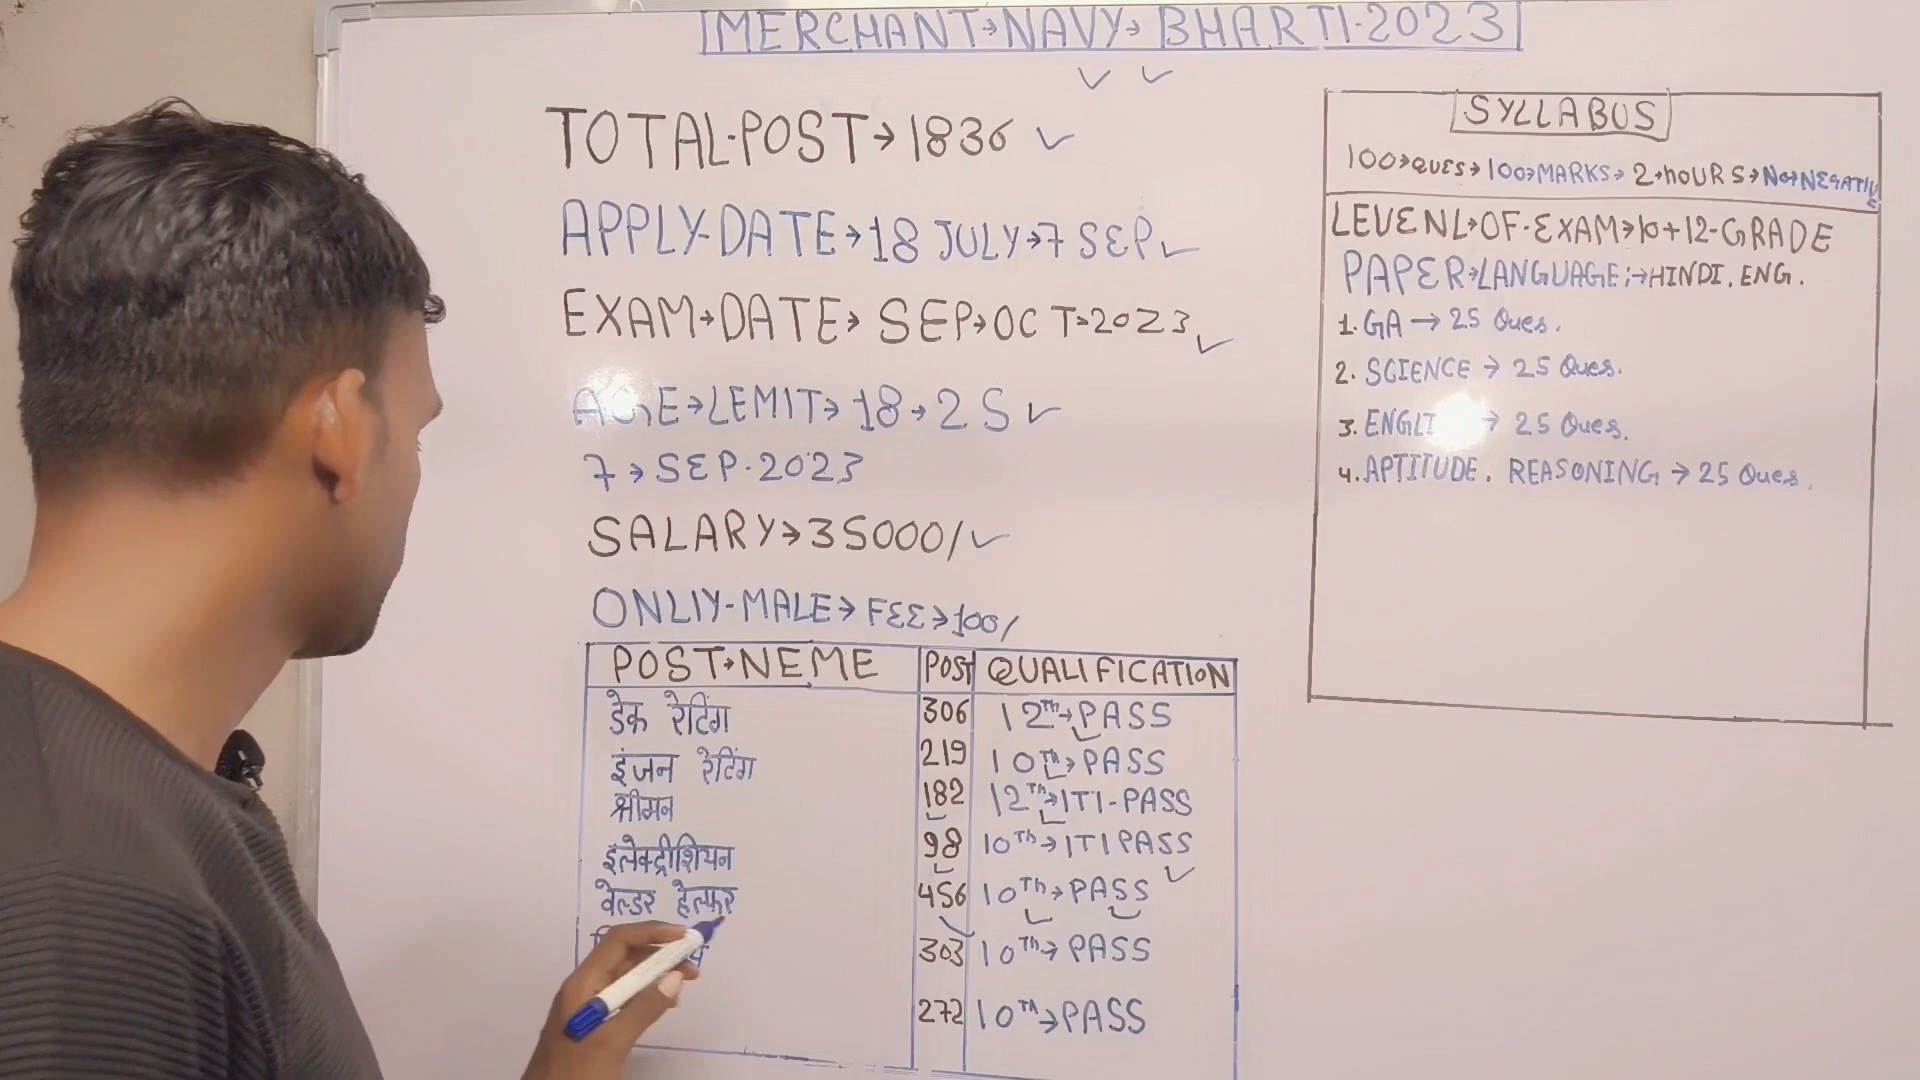 MERCHANT→NAVY→BHARTI-2023
TOTAL-POST→1836
APPLY-DATE→18 JULY→7 SEP
EXAM→DATE→SEP→OCT→2023
AGE→LEMIT→18→25
7→SEP-2023
SALARY→35000/
ONLIY-MALE→FEE→100/
POST→NEME POST QUALIFICATION
डेक रेटिंग 306 12Th→PASS
इंजन रेटिंग 219 10Th→PASS
श्रीमन 182 12Th→ITI-PASS
इलेक्ट्रीशियन 98 10Th→ITI PASS
वेल्डर हेल्फर 456 10Th→PASS
303 10Th→PASS
272 10Th→PASS
SYLLABUS
100→QUES→100→MARKS→2→hOURS→No→NEGATIVE
LEVENL→OF-EXAM→10+12-GRADE
PAPER→LANGUAGE:→HINDI, ENG.
1. GA → 25 Ques.
2. SCIENCE → 25 Ques.
3. → 25 Ques.
4. APTITUDE. REASONING → 25 Ques.